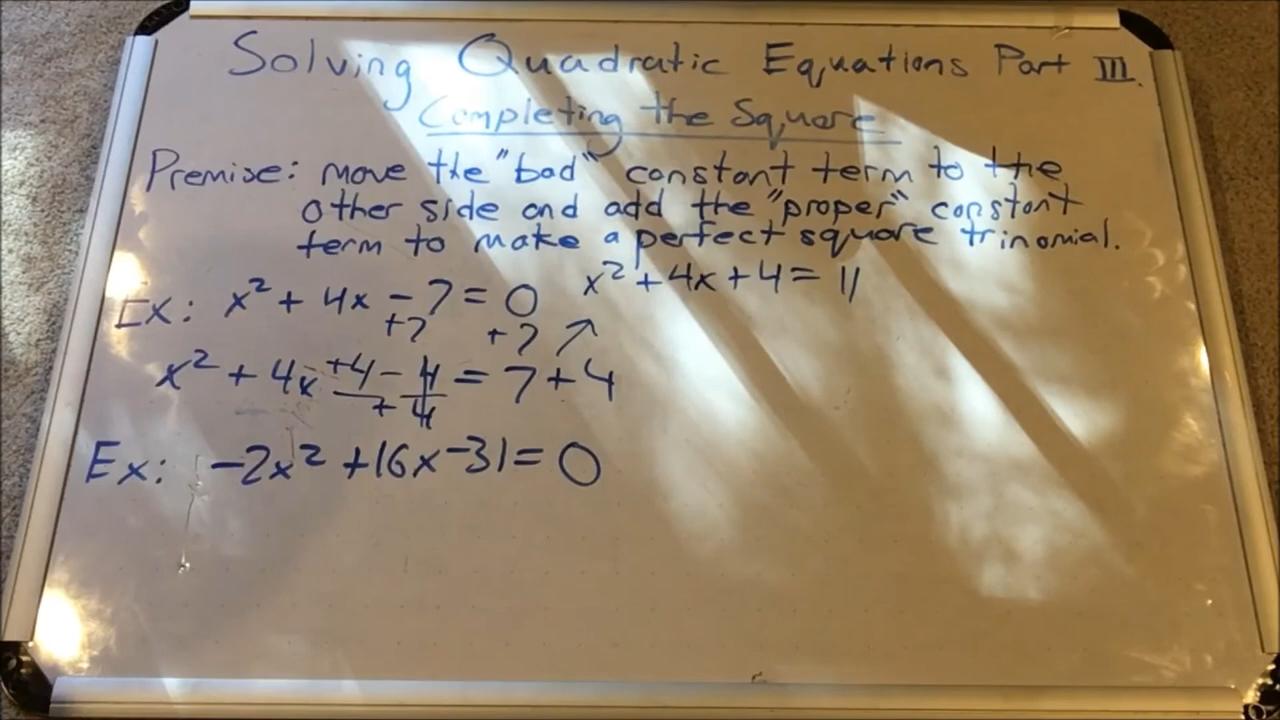 Solving Quadratic Equations Part III.
Completing the Square
Premise: move the "bad" constant term to the
other side and add the "proper" constant
term to make a perfect square trinomial.
Ex: x² + 4x - 7 = 0
+7 +7 ↗
x² + 4x + 4 = 11
x² + 4x +4 - 4 = 7 + 4
+ 4
Ex: -2x² + 16x - 31 = 0